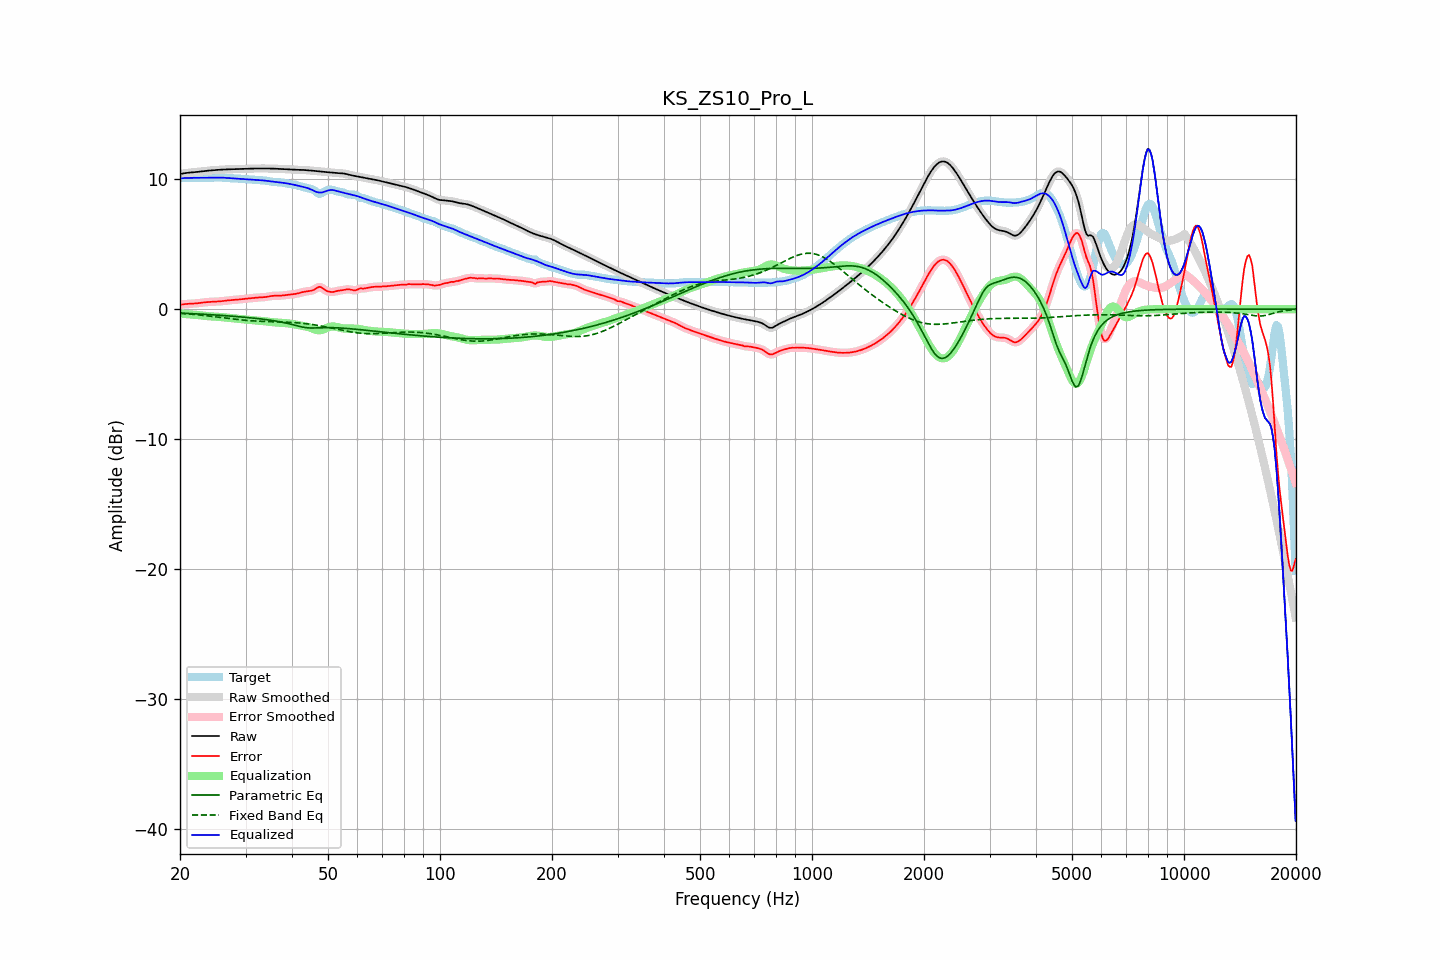 KS_ZS10_Pro_L
Amplitude (dBr)
10
0
−10
−20
−30
−40
Target
Raw Smoothed
Error Smoothed
Raw
Error
Equalization
Parametric Eq
Fixed Band Eq
Equalized
20 50 100 200 500 1000 2000 5000 10000 20000
Frequency (Hz)